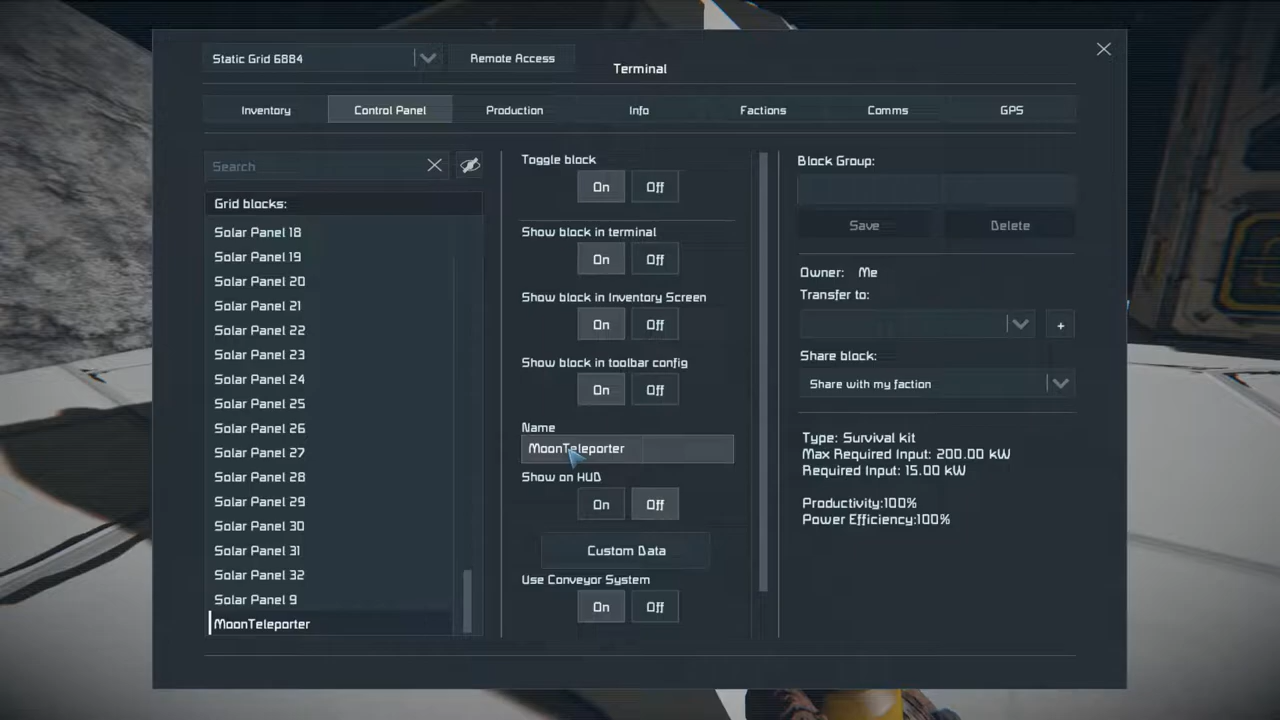 Static Grid 6884
Remote Access
Terminal
Inventory
Control Panel
Production
Info
Factions
Comms
GPS
Search
Grid blocks:
Solar Panel 18
Solar Panel 19
Solar Panel 20
Solar Panel 21
Solar Panel 22
Solar Panel 23
Solar Panel 24
Solar Panel 25
Solar Panel 26
Solar Panel 27
Solar Panel 28
Solar Panel 29
Solar Panel 30
Solar Panel 31
Solar Panel 32
Solar Panel 9
MoonTeleporter
Toggle block
On Off
Show block in terminal
On Off
Show block in Inventory Screen
On Off
Show block in toolbar config
On Off
Name
MoonTeleporter
Show on HUD
On Off
Custom Data
Use Conveyor System
On Off
Block Group:
Save Delete
Owner: Me
Transfer to:
+
Share block:
Share with my faction
Type: Survival kit
Max Required Input: 200.00 kW
Required Input: 15.00 kW
Productivity:100%
Power Efficiency:100%